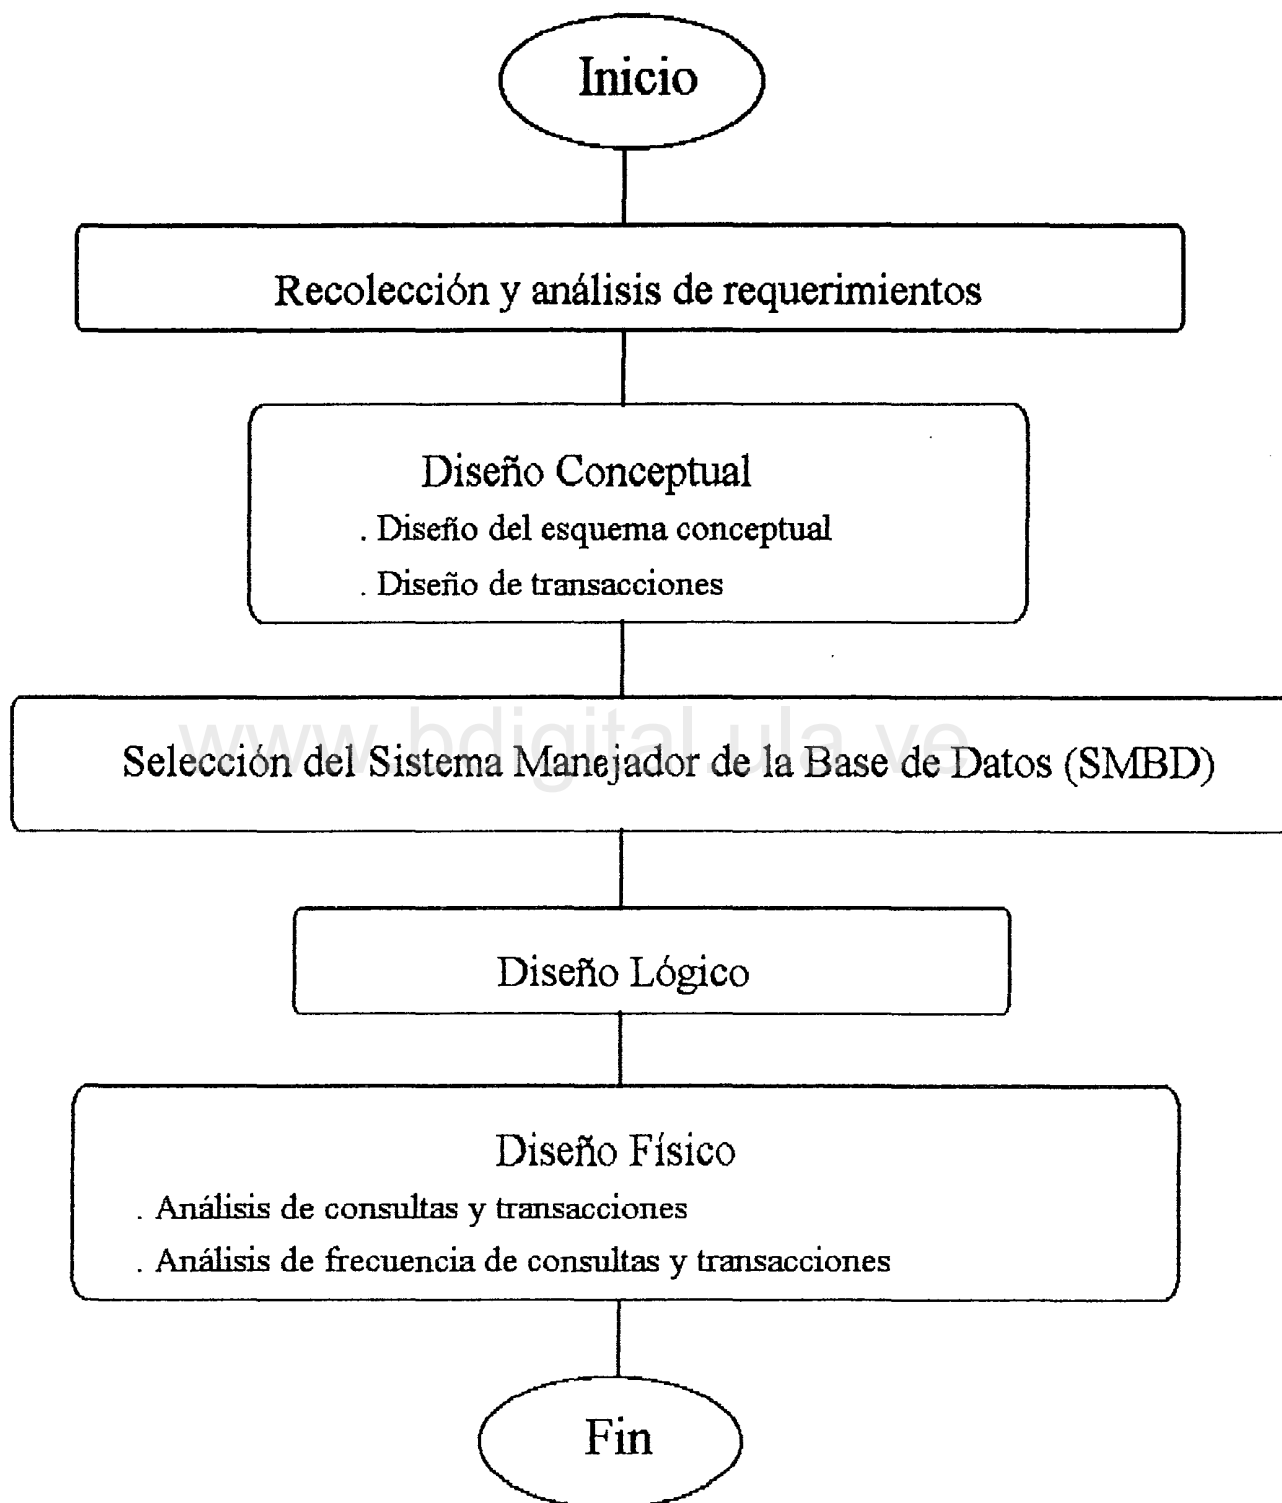 Inicio
Recolección y análisis de requerimientos
Diseño Conceptual
. Diseño del esquema conceptual
. Diseño de transacciones
www.bdigital.ula.ve
Selección del Sistema Manejador de la Base de Datos (SMBD)
Diseño Lógico
Diseño Físico
. Análisis de consultas y transacciones
. Análisis de frecuencia de consultas y transacciones
Fin